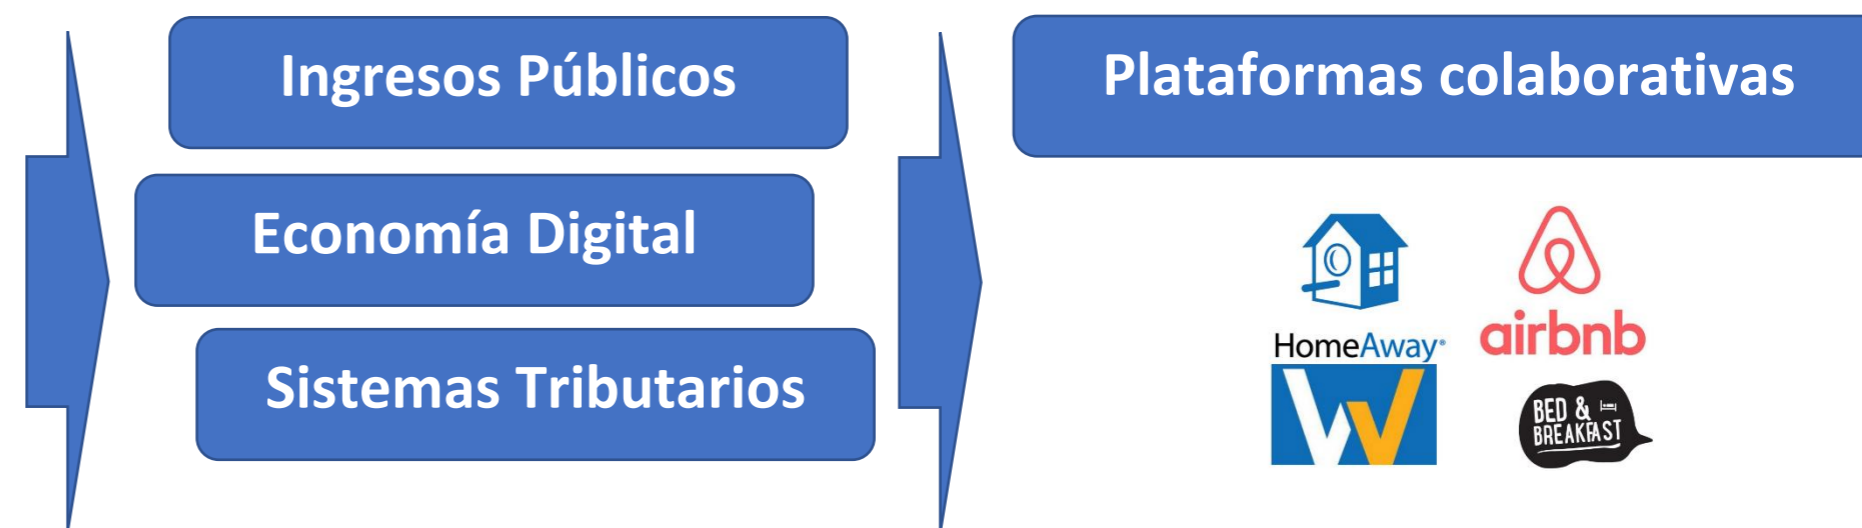 Ingresos Públicos
Economía Digital
Sistemas Tributarios
Plataformas colaborativas
HomeAway®
airbnb
W
BED &
BREAKFAST